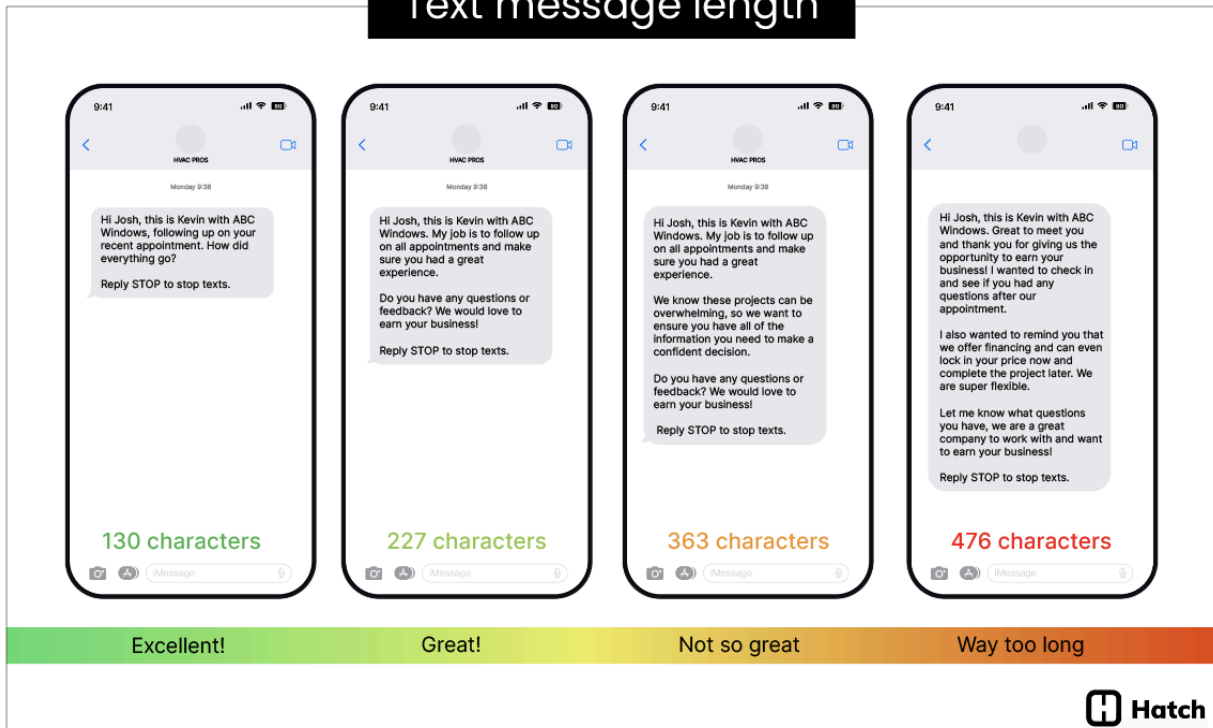 Text message length
9:41
80
HVAC PROS
Monday 9:38
Hi Josh, this is Kevin with ABC
Windows, following up on your
recent appointment. How did
everything go?
Reply STOP to stop texts.
130 characters
iMessage
9:41
80
HVAC PROS
Monday 9:38
Hi Josh, this is Kevin with ABC
Windows. My job is to follow up
on all appointments and make
sure you had a great
experience.
Do you have any questions or
feedback? We would love to
earn your business!
Reply STOP to stop texts.
227 characters
iMessage
9:41
80
HVAC PROS
Monday 9:38
Hi Josh, this is Kevin with ABC
Windows. My job is to follow up
on all appointments and make
sure you had a great
experience.
We know these projects can be
overwhelming, so we want to
ensure you have all of the
information you need to make a
confident decision.
Do you have any questions or
feedback? We would love to
earn your business!
Reply STOP to stop texts.
363 characters
iMessage
9:41
80
Hi Josh, this is Kevin with ABC
Windows. Great to meet you
and thank you for giving us the
opportunity to earn your
business! I wanted to check in
and see if you had any
questions after our
appointment.
I also wanted to remind you that
we offer financing and can even
lock in your price now and
complete the project later. We
are super flexible.
Let me know what questions
you have, we are a great
company to work with and want
to earn your business!
Reply STOP to stop texts.
476 characters
iMessage
Excellent!
Great!
Not so great
Way too long
Hatch